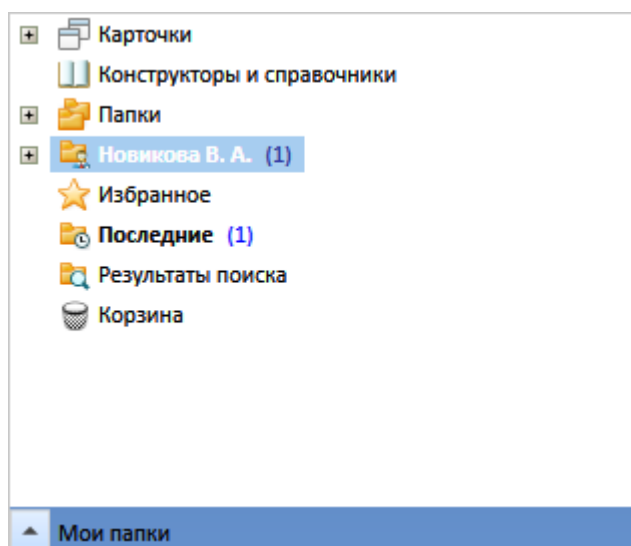 Карточки
Конструкторы и справочники
Папки
Новикова В. А. (1)
Избранное
Последние (1)
Результаты поиска
Корзина
Мои папки